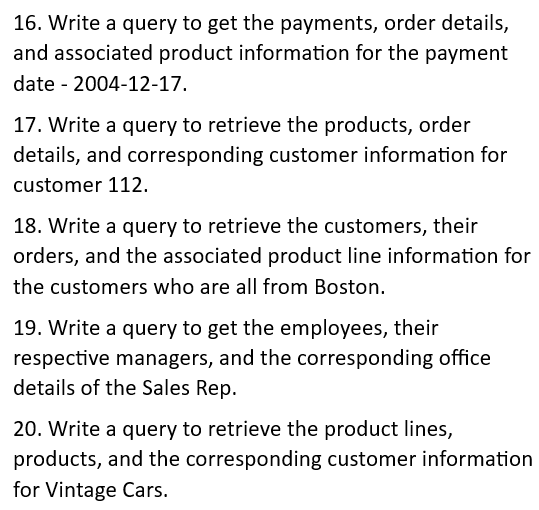 16. Write a query to get the payments, order details,
and associated product information for the payment
date - 2004-12-17.
17. Write a query to retrieve the products, order
details, and corresponding customer information for
customer 112.
18. Write a query to retrieve the customers, their
orders, and the associated product line information for
the customers who are all from Boston.
19. Write a query to get the employees, their
respective managers, and the corresponding office
details of the Sales Rep.
20. Write a query to retrieve the product lines,
products, and the corresponding customer information
for Vintage Cars.